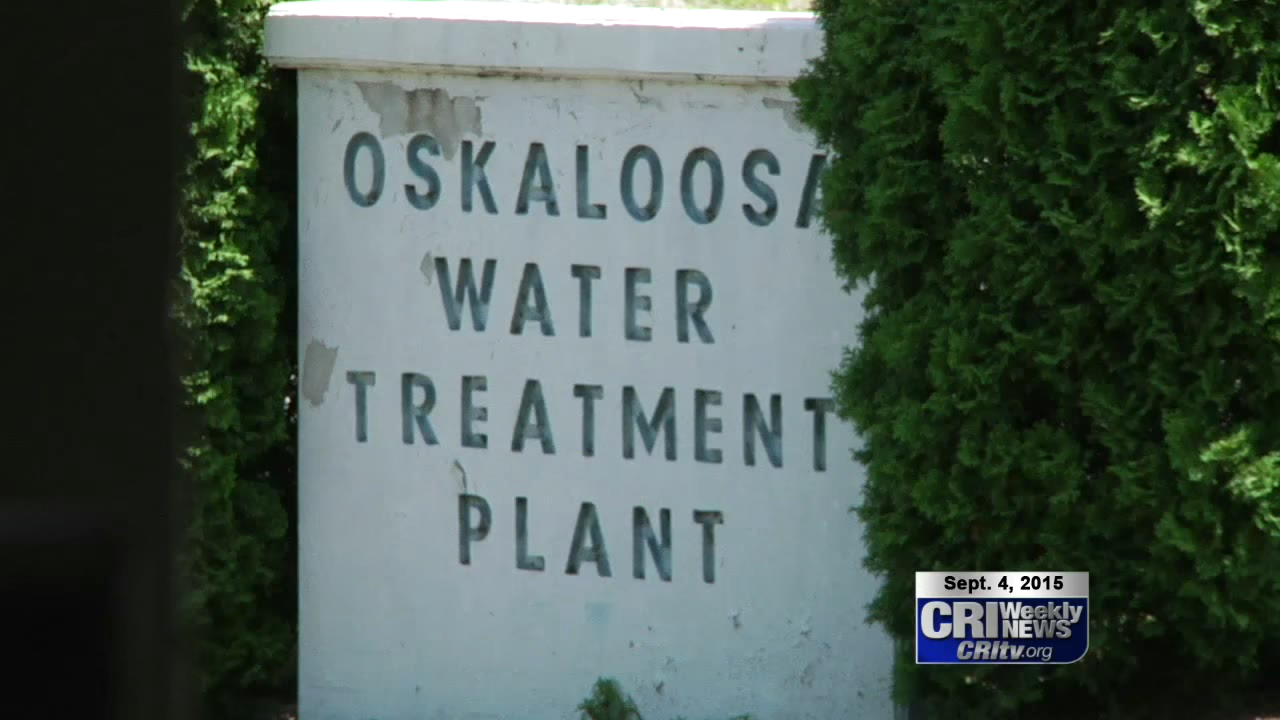 OSKALOOSA
WATER
TREATMENT
PLANT
Sept. 4, 2015
CRI Weekly NEWS
CRItv.org